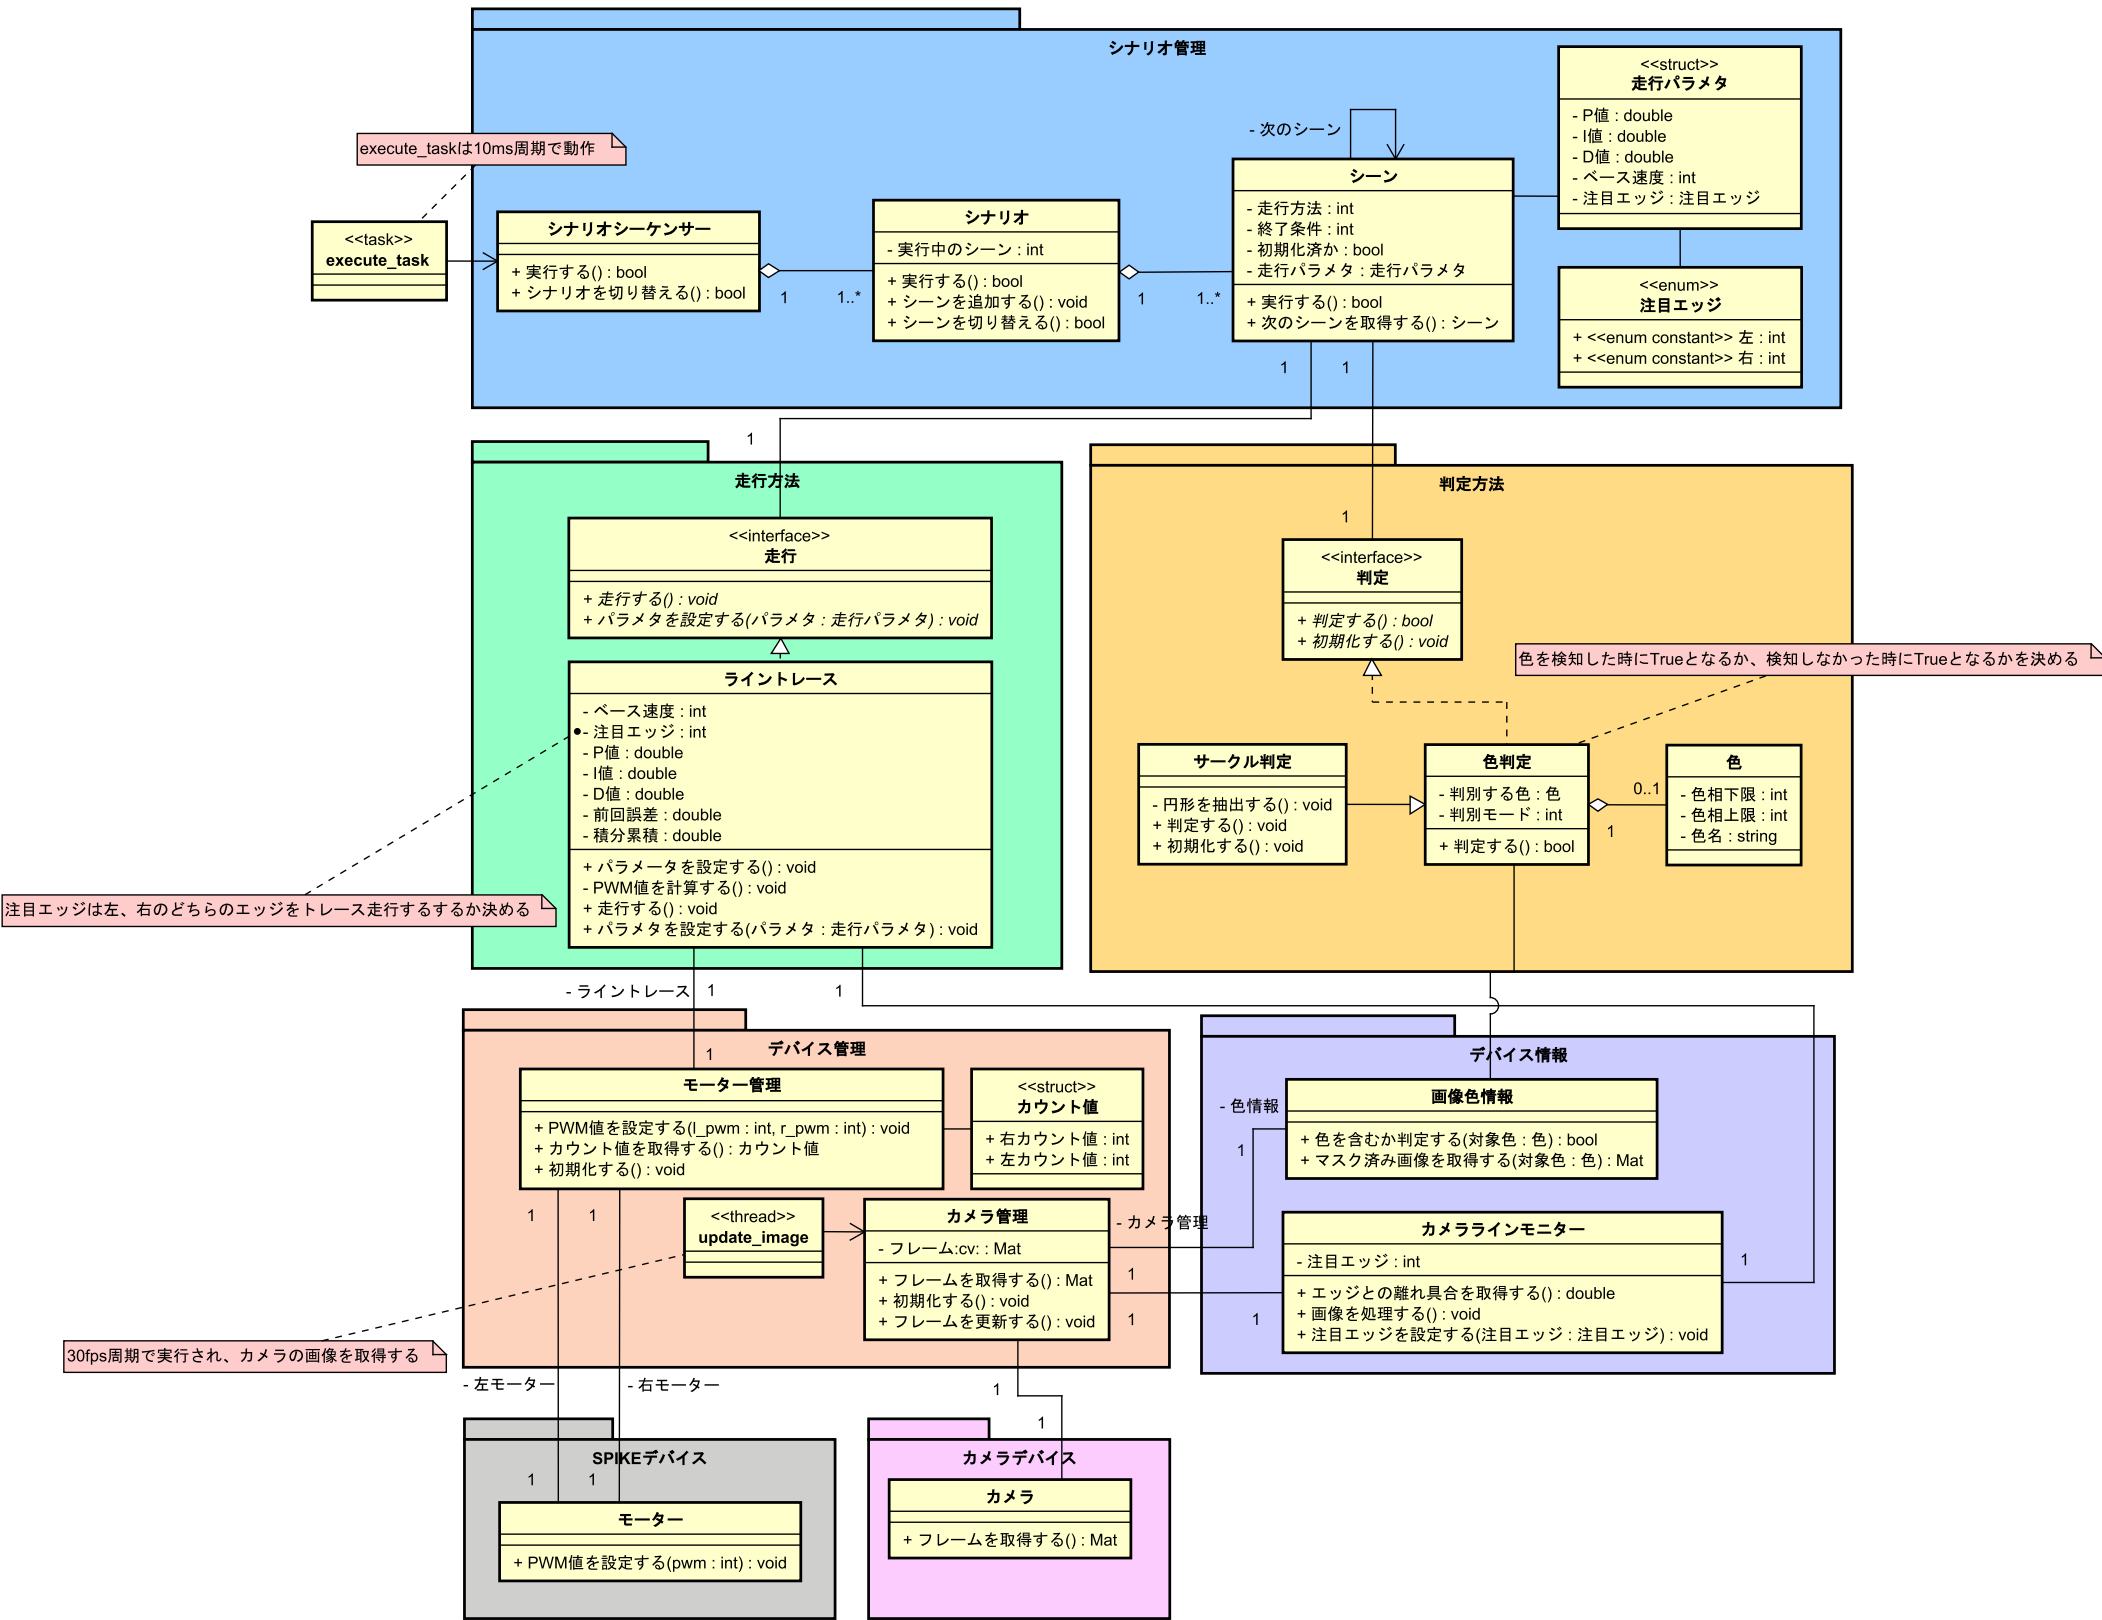 シナリオ管理
<<struct>>
走行パラメタ
- P値 : double
- I値 : double
- D値 : double
- ベース速度 : int
- 注目エッジ : 注目エッジ
execute_taskは10ms周期で動作
- 次のシーン
<<task>>
execute_task
シナリオシーケンサー
+ 実行する() : bool
+ シナリオを切り替える() : bool
1
1..*
シナリオ
- 実行中のシーン : int
+ 実行する() : bool
+ シーンを追加する() : void
+ シーンを切り替える() : bool
1
1..*
シーン
- 走行方法 : int
- 終了条件 : int
- 初期化済か : bool
- 走行パラメタ : 走行パラメタ
+ 実行する() : bool
+ 次のシーンを取得する() : シーン
<<enum>>
注目エッジ
+ <<enum constant>> 左 : int
+ <<enum constant>> 右 : int
1
1
1
走行方法
<<interface>>
走行
+ 走行する() : void
+ パラメタを設定する(パラメタ : 走行パラメタ) : void
ライントレース
- ベース速度 : int
- 注目エッジ : int
- P値 : double
- I値 : double
- D値 : double
- 前回誤差 : double
- 積分累積 : double
+ パラメータを設定する() : void
- PWM値を計算する() : void
+ 走行する() : void
+ パラメタを設定する(パラメタ : 走行パラメタ) : void
注目エッジは左、右のどちらのエッジをトレース走行するするか決める
判定方法
1
<<interface>>
判定
+ 判定する() : bool
+ 初期化する() : void
色を検知した時にTrueとなるか、検知しなかった時にTrueとなるかを決める
サークル判定
- 円形を抽出する() : void
+ 判定する() : void
+ 初期化する() : void
色判定
- 判別する色 : 色
- 判別モード : int
+ 判定する() : bool
0..1
1
色
- 色相下限 : int
- 色相上限 : int
- 色名 : string
- ライントレース
1
1
1
デバイス管理
モーター管理
+ PWM値を設定する(l_pwm : int, r_pwm : int) : void
+ カウント値を取得する() : カウント値
+ 初期化する() : void
<<struct>>
カウント値
+ 右カウント値 : int
+ 左カウント値 : int
1
1
<<thread>>
update_image
カメラ管理
- フレーム:cv: : Mat
+ フレームを取得する() : Mat
+ 初期化する() : void
+ フレームを更新する() : void
30fps周期で実行され、カメラの画像を取得する
デバイス情報
- 色情報
1
画像色情報
+ 色を含むか判定する(対象色 : 色) : bool
+ マスク済み画像を取得する(対象色 : 色) : Mat
- カメラ管理
1
1
1
1
カメララインモニター
- 注目エッジ : int
+ エッジとの離れ具合を取得する() : double
+ 画像を処理する() : void
+ 注目エッジを設定する(注目エッジ : 注目エッジ) : void
- 左モーター
- 右モーター
1
1
SPIKEデバイス
1
1
モーター
+ PWM値を設定する(pwm : int) : void
カメラデバイス
カメラ
+ フレームを取得する() : Mat